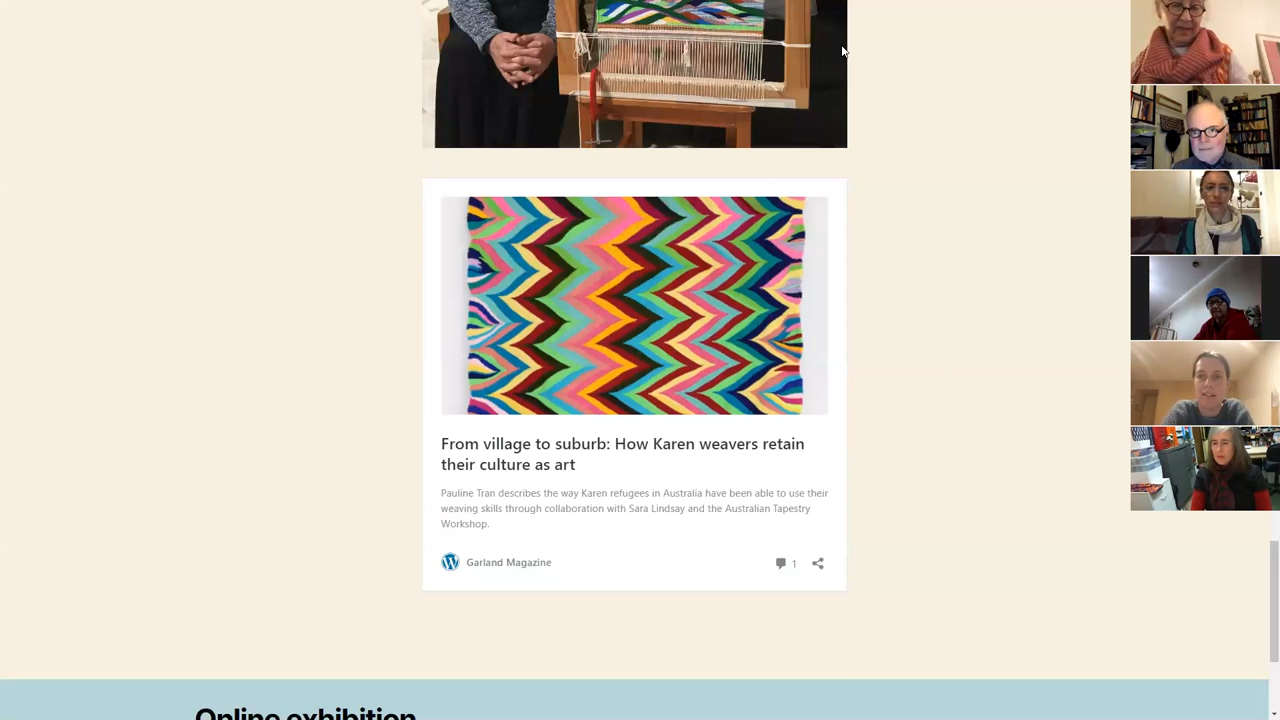 From village to suburb: How Karen weavers retain
their culture as art
Pauline Tran describes the way Karen refugees in Australia have been able to use their
weaving skills through collaboration with Sara Lindsay and the Australian Tapestry
Workshop.
Garland Magazine
1
Online exhibition